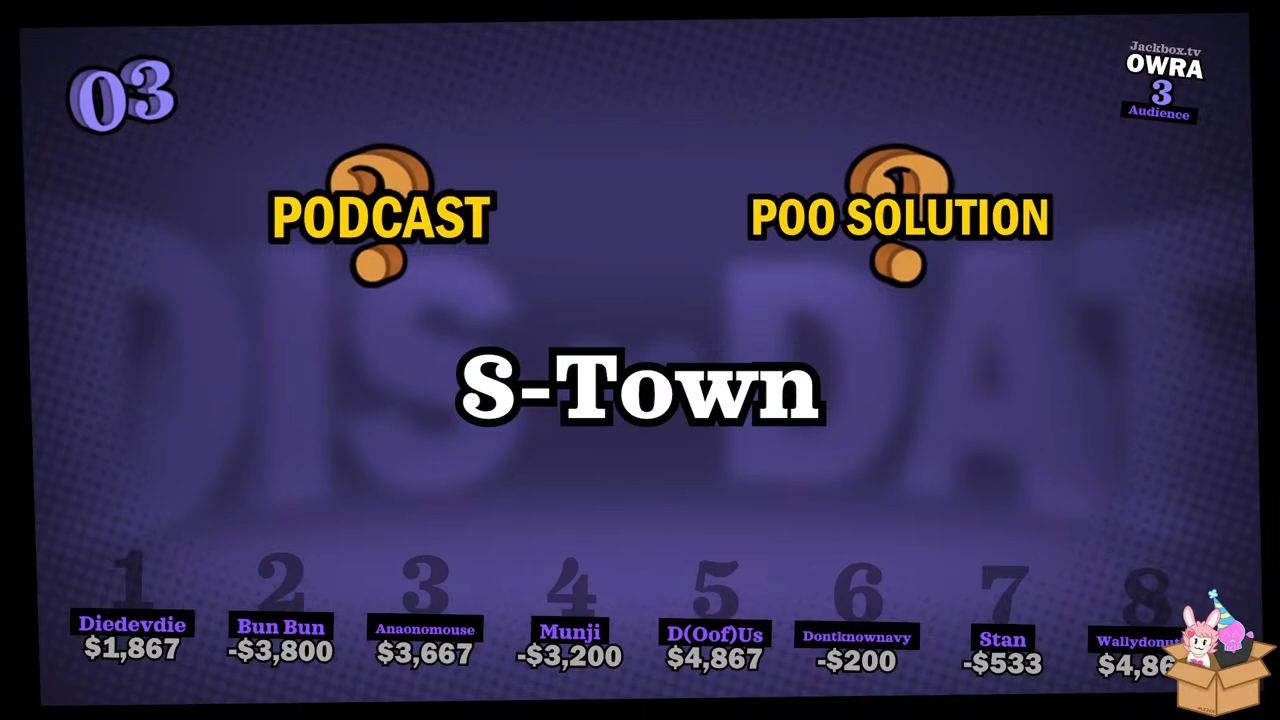 03
Jackbox.tv
OWRA
3
Audience
?
?
PODCAST
POO SOLUTION
DIS DAT
S-Town
1 2 3 4 5 6 7 8
Diedevdie Bun Bun Anaonomouse Munji D(Oof)Us Dontknownavy Stan
$1,867 -$3,800 $3,667 -$3,200 $4,867 -$200 -$533